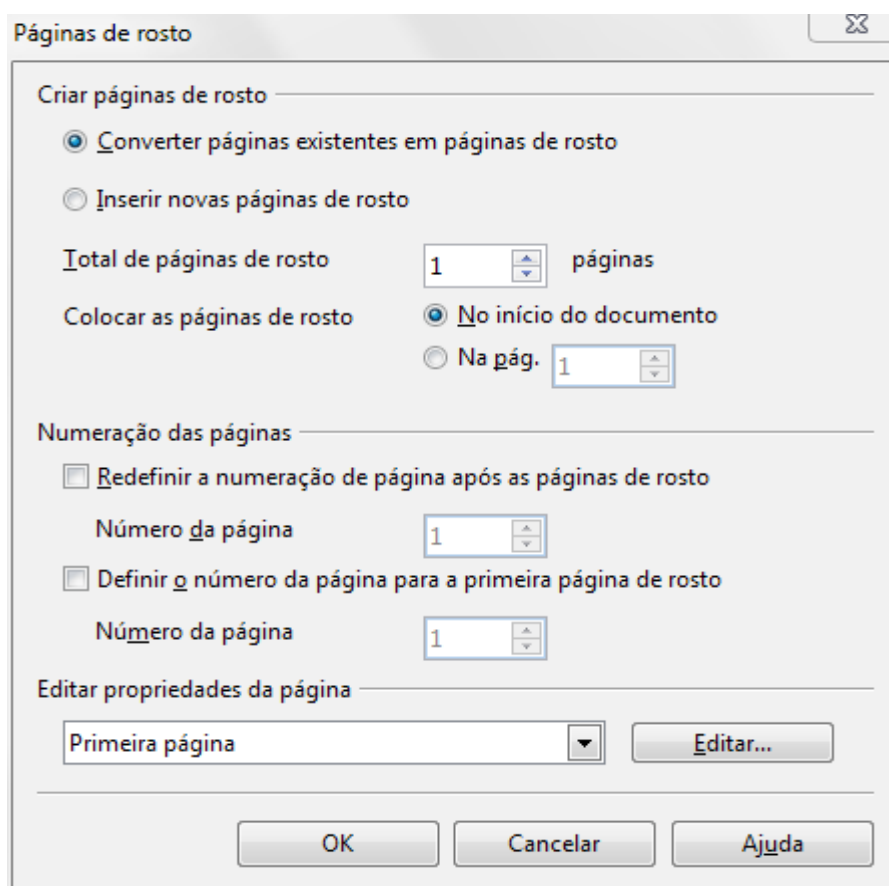 Páginas de rosto
Criar páginas de rosto
Converter páginas existentes em páginas de rosto
Inserir novas páginas de rosto
Total de páginas de rosto 1 páginas
Colocar as páginas de rosto No início do documento
Na pág. 1
Numeração das páginas
Redefinir a numeração de página após as páginas de rosto
Número da página 1
Definir o número da página para a primeira página de rosto
Número da página 1
Editar propriedades da página
Primeira página Editar...
OK Cancelar Ajuda